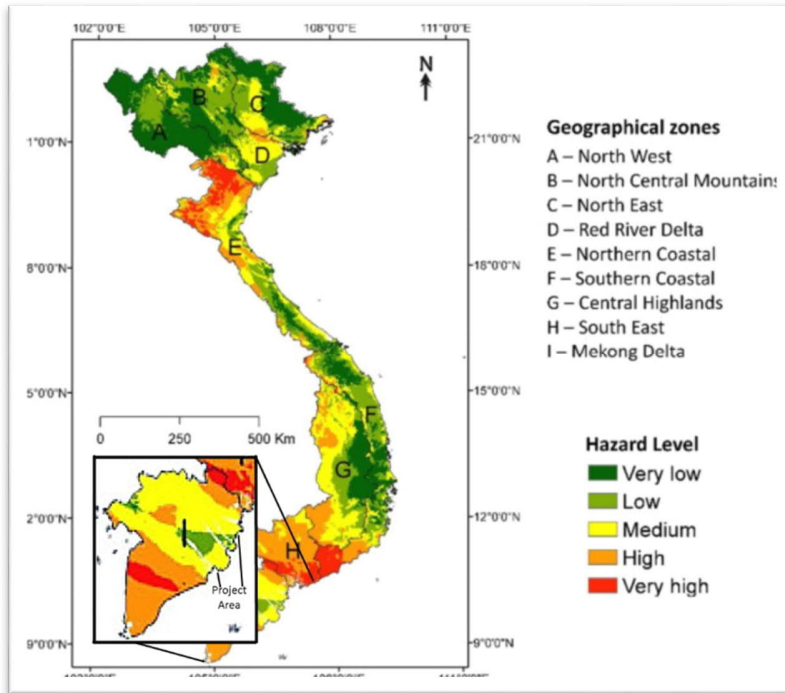 102°0'0"E 105°0'0"E 108°0'0"E 111°0'0"E
N
B
C
A
D
E
F
G
H
I
1°0'0"N
8°0'0"N
5°0'0"N
2°0'0"N
9°0'0"N
21°0'0"N
18°0'0"N
15°0'0"N
12°0'0"N
9°0'0"N
0 250 500 Km
Project
Area
Geographical zones
A – North West
B – North Central Mountains
C – North East
D – Red River Delta
E – Northern Coastal
F – Southern Coastal
G – Central Highlands
H – South East
I – Mekong Delta
Hazard Level
Very low
Low
Medium
High
Very high